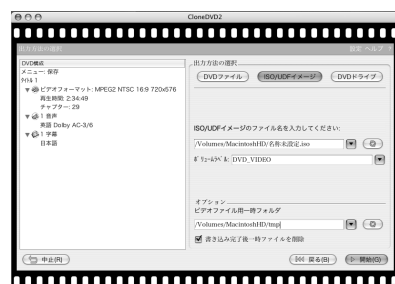 CloneDVD2
出力方法の選択
設定 ヘルプ ?
DVD構成
メニュー: 保存
ﾀｲﾄﾙ 1
ビデオフォーマット: MPEG2 NTSC 16:9 720x576
再生時間: 2:34:49
チャプター: 29
1 音声
英語 Dolby AC-3/6
1 字幕
日本語
出力方法の選択
DVDファイル
ISO/UDFイメージ
DVDドライブ
ISO/UDFイメージのファイル名を入力してください:
/Volumes/MacintoshHD/名称未設定.iso
ﾎﾞﾘｭｰﾑﾗﾍﾞﾙ: DVD_VIDEO
オプション
ビデオファイル用一時フォルダ
/Volumes/MacintoshHD/tmp
書き込み完了後一時ファイルを削除
中止(R)
戻る(B)
開始(G)